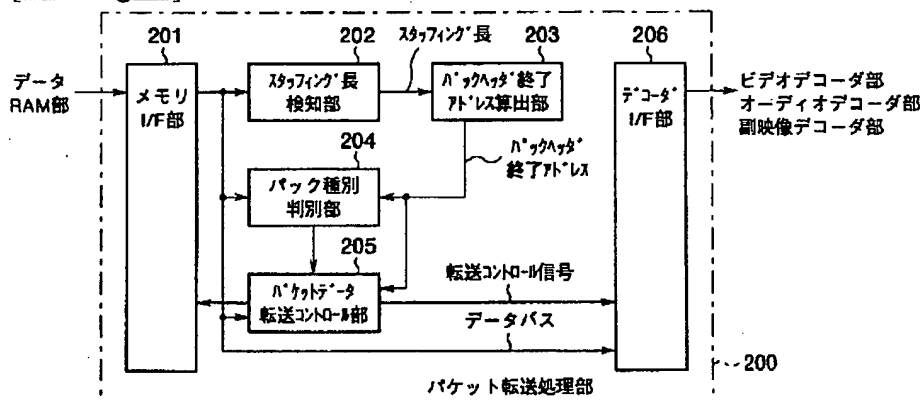 201
202
スタッフィング長
203
206
データ
RAM部
メモリ
I/F部
スタッフィング長
検知部
パックヘッダ終了
アドレス算出部
デコーダ
I/F部
ビデオデコーダ部
オーディオデコーダ部
副映像デコーダ部
パックヘッダ
終了アドレス
204
パック種別
判別部
205
パケットデータ
転送コントロール部
転送コントロール信号
データバス
200
パケット転送処理部